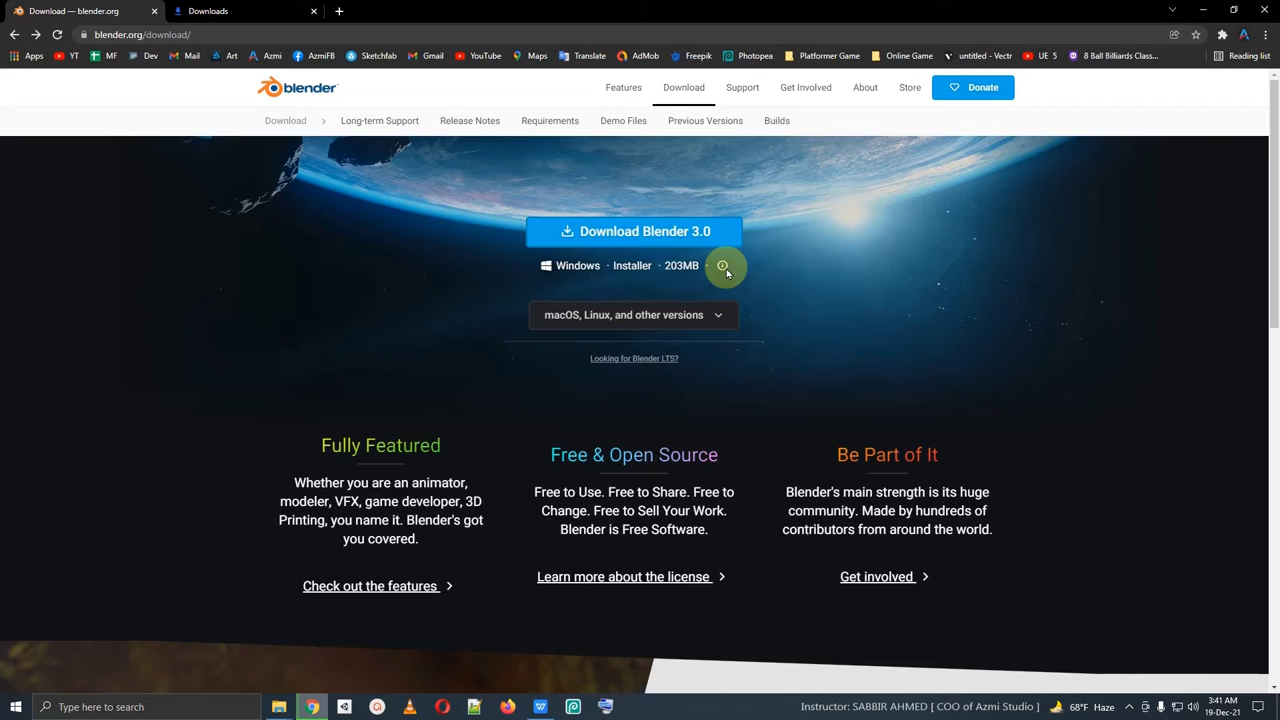 Download — blender.org
Downloads
blender.org/download/
Apps
YT
MF
Dev
Mail
Art
Azmi
AzmiFB
Sketchfab
Gmail
YouTube
Maps
Translate
AdMob
Freepik
Photopea
Platformer Game
Online Game
untitled - Vectr
UE 5
8 Ball Billiards Class...
Reading list
blender
Features
Download
Support
Get Involved
About
Store
Donate
Download
Long-term Support
Release Notes
Requirements
Demo Files
Previous Versions
Builds
Download Blender 3.0
Windows · Installer · 203MB ·
macOS, Linux, and other versions
Looking for Blender LTS?
Fully Featured
Whether you are an animator,
modeler, VFX, game developer, 3D
Printing, you name it. Blender's got
you covered.
Check out the features
Free & Open Source
Free to Use. Free to Share. Free to
Change. Free to Sell Your Work.
Blender is Free Software.
Learn more about the license
Be Part of It
Blender's main strength is its huge
community. Made by hundreds of
contributors from around the world.
Get involved
Type here to search
Instructor: SABBIR AHMED [ COO of Azmi Studio ]
68°F Haze
3:41 AM
19-Dec-21